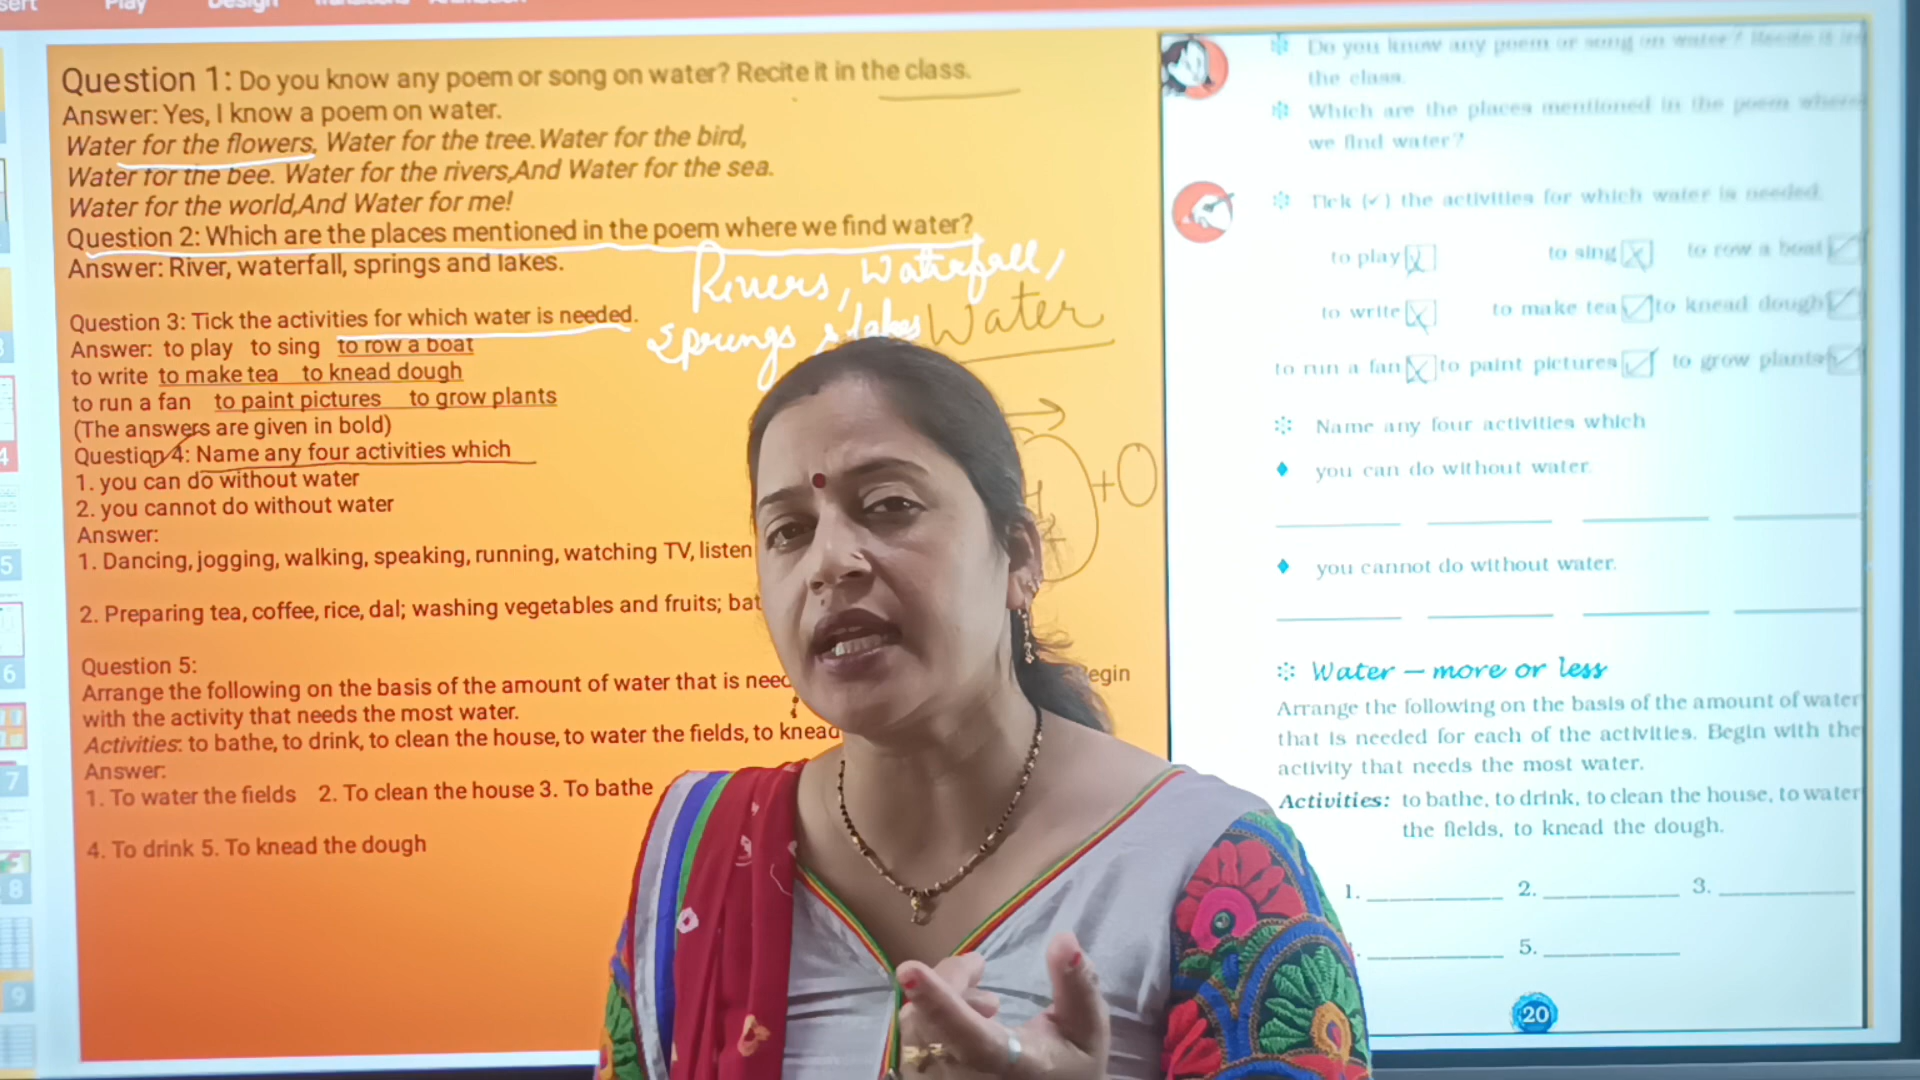 Play
Design
Question 1: Do you know any poem or song on water? Recite it in the class.
Answer: Yes, I know a poem on water.
Water for the flowers. Water for the tree. Water for the bird,
Water for the bee. Water for the rivers,And Water for the sea.
Water for the world,And Water for me!
Question 2: Which are the places mentioned in the poem where we find water?
Answer: River, waterfall, springs and lakes.
Rivers, Waterfall,
Springs & lakes
Water
Question 3: Tick the activities for which water is needed.
Answer: to play to sing to row a boat
to write to make tea to knead dough
to run a fan to paint pictures to grow plants
(The answers are given in bold)
Question 4: Name any four activities which
1. you can do without water
2. you cannot do without water
Answer:
1. Dancing, jogging, walking, speaking, running, watching TV, listen
2. Preparing tea, coffee, rice, dal; washing vegetables and fruits; bat
Question 5:
Arrange the following on the basis of the amount of water that is need
egin
with the activity that needs the most water.
Activities: to bathe, to drink, to clean the house, to water the fields, to knead
Answer:
1. To water the fields 2. To clean the house 3. To bathe
4. To drink 5. To knead the dough
+O
Do you know any poem or song on water? Recite it in
the class.
Which are the places mentioned in the poem where
we find water?
Tick (✓) the activities for which water is needed.
to play to sing to row a boat
to write to make tea to knead dough
to run a fan to paint pictures to grow plants
Name any four activities which
you can do without water.
you cannot do without water.
Water – more or less
Arrange the following on the basis of the amount of water
that is needed for each of the activities. Begin with the
activity that needs the most water.
Activities: to bathe, to drink, to clean the house, to water
the fields, to knead the dough.
1. 2. 3.
5.
20
4
5
6
7
8
9